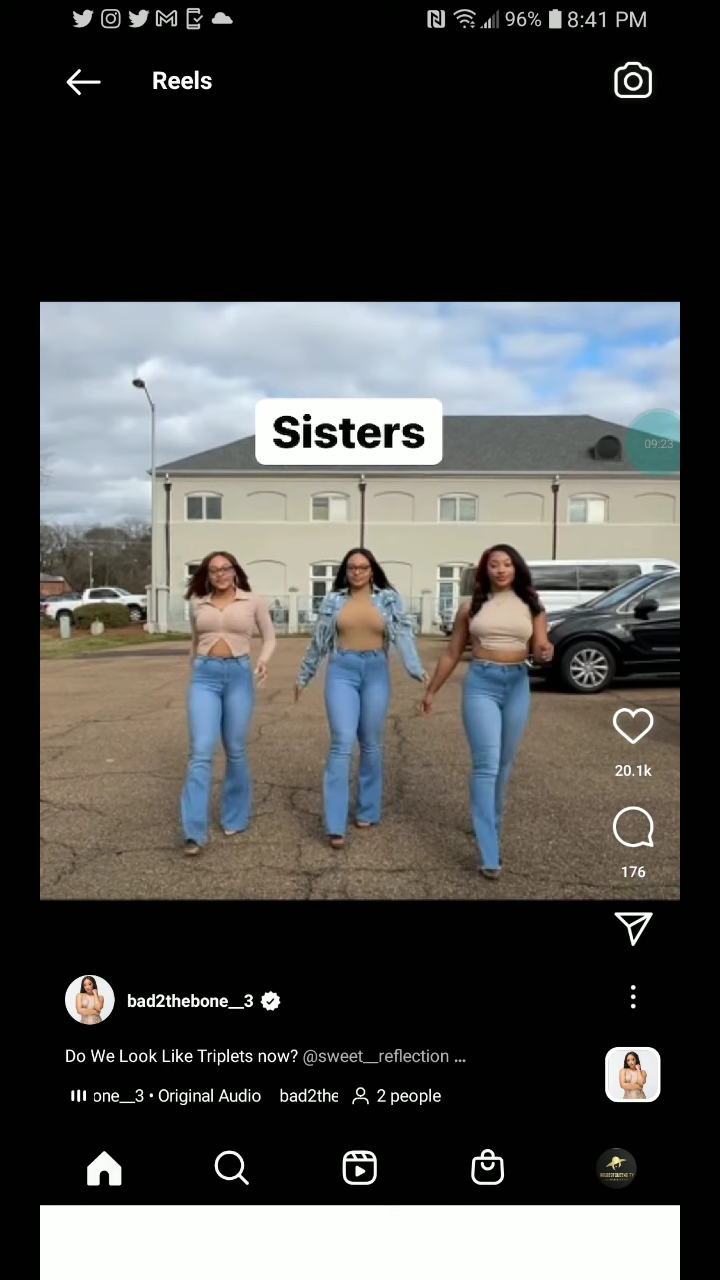 96% 8:41 PM
Reels
Sisters
09:23
20.1k
176
bad2thebone__3
Do We Look Like Triplets now? @sweet__reflection ...
one__3 • Original Audio bad2the 2 people